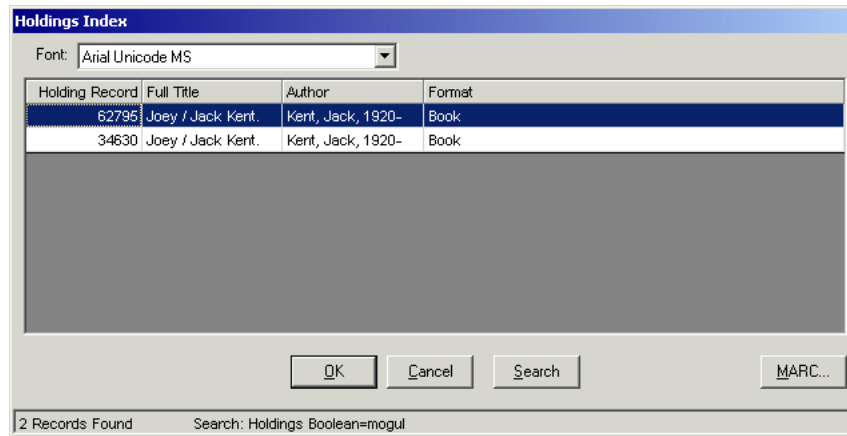 Holdings Index
Font: Arial Unicode MS
Holding Record Full Title Author Format
62795 Joey / Jack Kent. Kent, Jack, 1920- Book
34630 Joey / Jack Kent. Kent, Jack, 1920- Book
OK Cancel Search MARC...
2 Records Found Search: Holdings Boolean=mogul